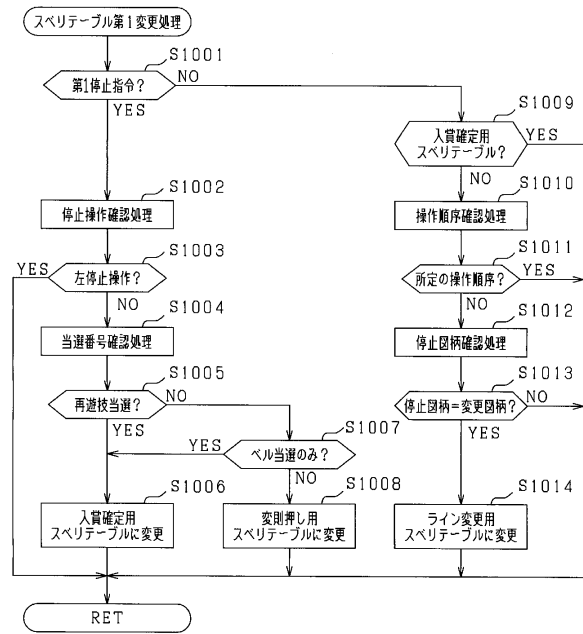 スベリテーブル第1変更処理
S1001
第1停止指令?
NO
YES
S1002
停止操作確認処理
S1003
YES
左停止操作?
NO
S1004
当選番号確認処理
S1005
再遊技当選?
NO
YES
S1007
YES
ベル当選のみ?
NO
S1006
入賞確定用
スベリテーブルに変更
S1008
変則押し用
スベリテーブルに変更
S1009
入賞確定用
スベリテーブル?
YES
NO
S1010
操作順序確認処理
S1011
所定の操作順序?
YES
NO
S1012
停止図柄確認処理
S1013
停止図柄=変更図柄?
NO
YES
S1014
ライン変更用
スベリテーブルに変更
RET